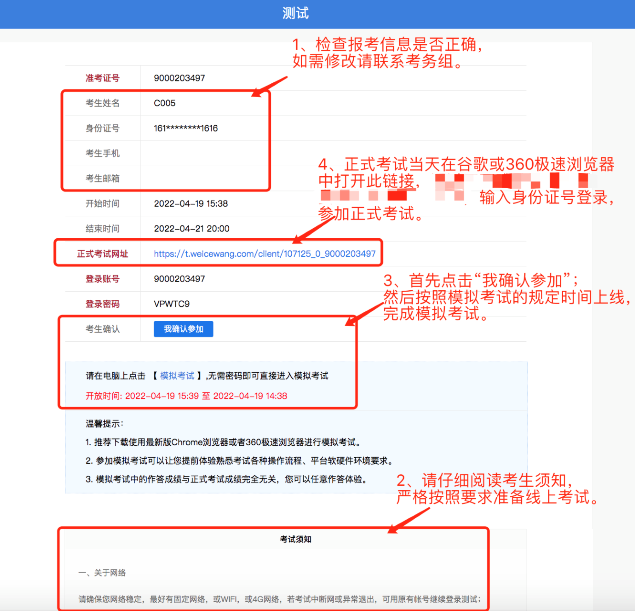 测试
1、检查报考信息是否正确，
如需修改请联系考务组。
准考证号 9000203497
考生姓名 C005
身份证号 161********1616
考生手机
考生邮箱
4、正式考试当天在谷歌或360极速浏览器
中打开此链接，
输入身份证号登录，
参加正式考试。
开始时间 2022-04-19 15:38
结束时间 2022-04-21 20:00
正式考试网址 https://t.weicewang.com/client/107125_0_9000203497
登录账号 9000203497
登录密码 VPWTC9
考生确认 我确认参加
3、首先点击“我确认参加”；
然后按照模拟考试的规定时间上线，
完成模拟考试。
请在电脑上点击 【 模拟考试 】,无需密码即可直接进入模拟考试
开放时间: 2022-04-19 15:39 至 2022-04-19 14:38
温馨提示：
1. 推荐下载使用最新版Chrome浏览器或者360极速浏览器进行模拟考试。
2. 参加模拟考试可以让您提前体验熟悉考试各种操作流程、平台软硬件环境要求。
3. 模拟考试中的作答成绩与正式考试成绩完全无关，您可以任意作答体验。
2、请仔细阅读考生须知，
严格按照要求准备线上考试。
考试须知
一、关于网络
请确保您网络稳定，最好有固定网络，或WIFI，或4G网络，若考试中断网或异常退出，可用原有帐号继续登录测试；